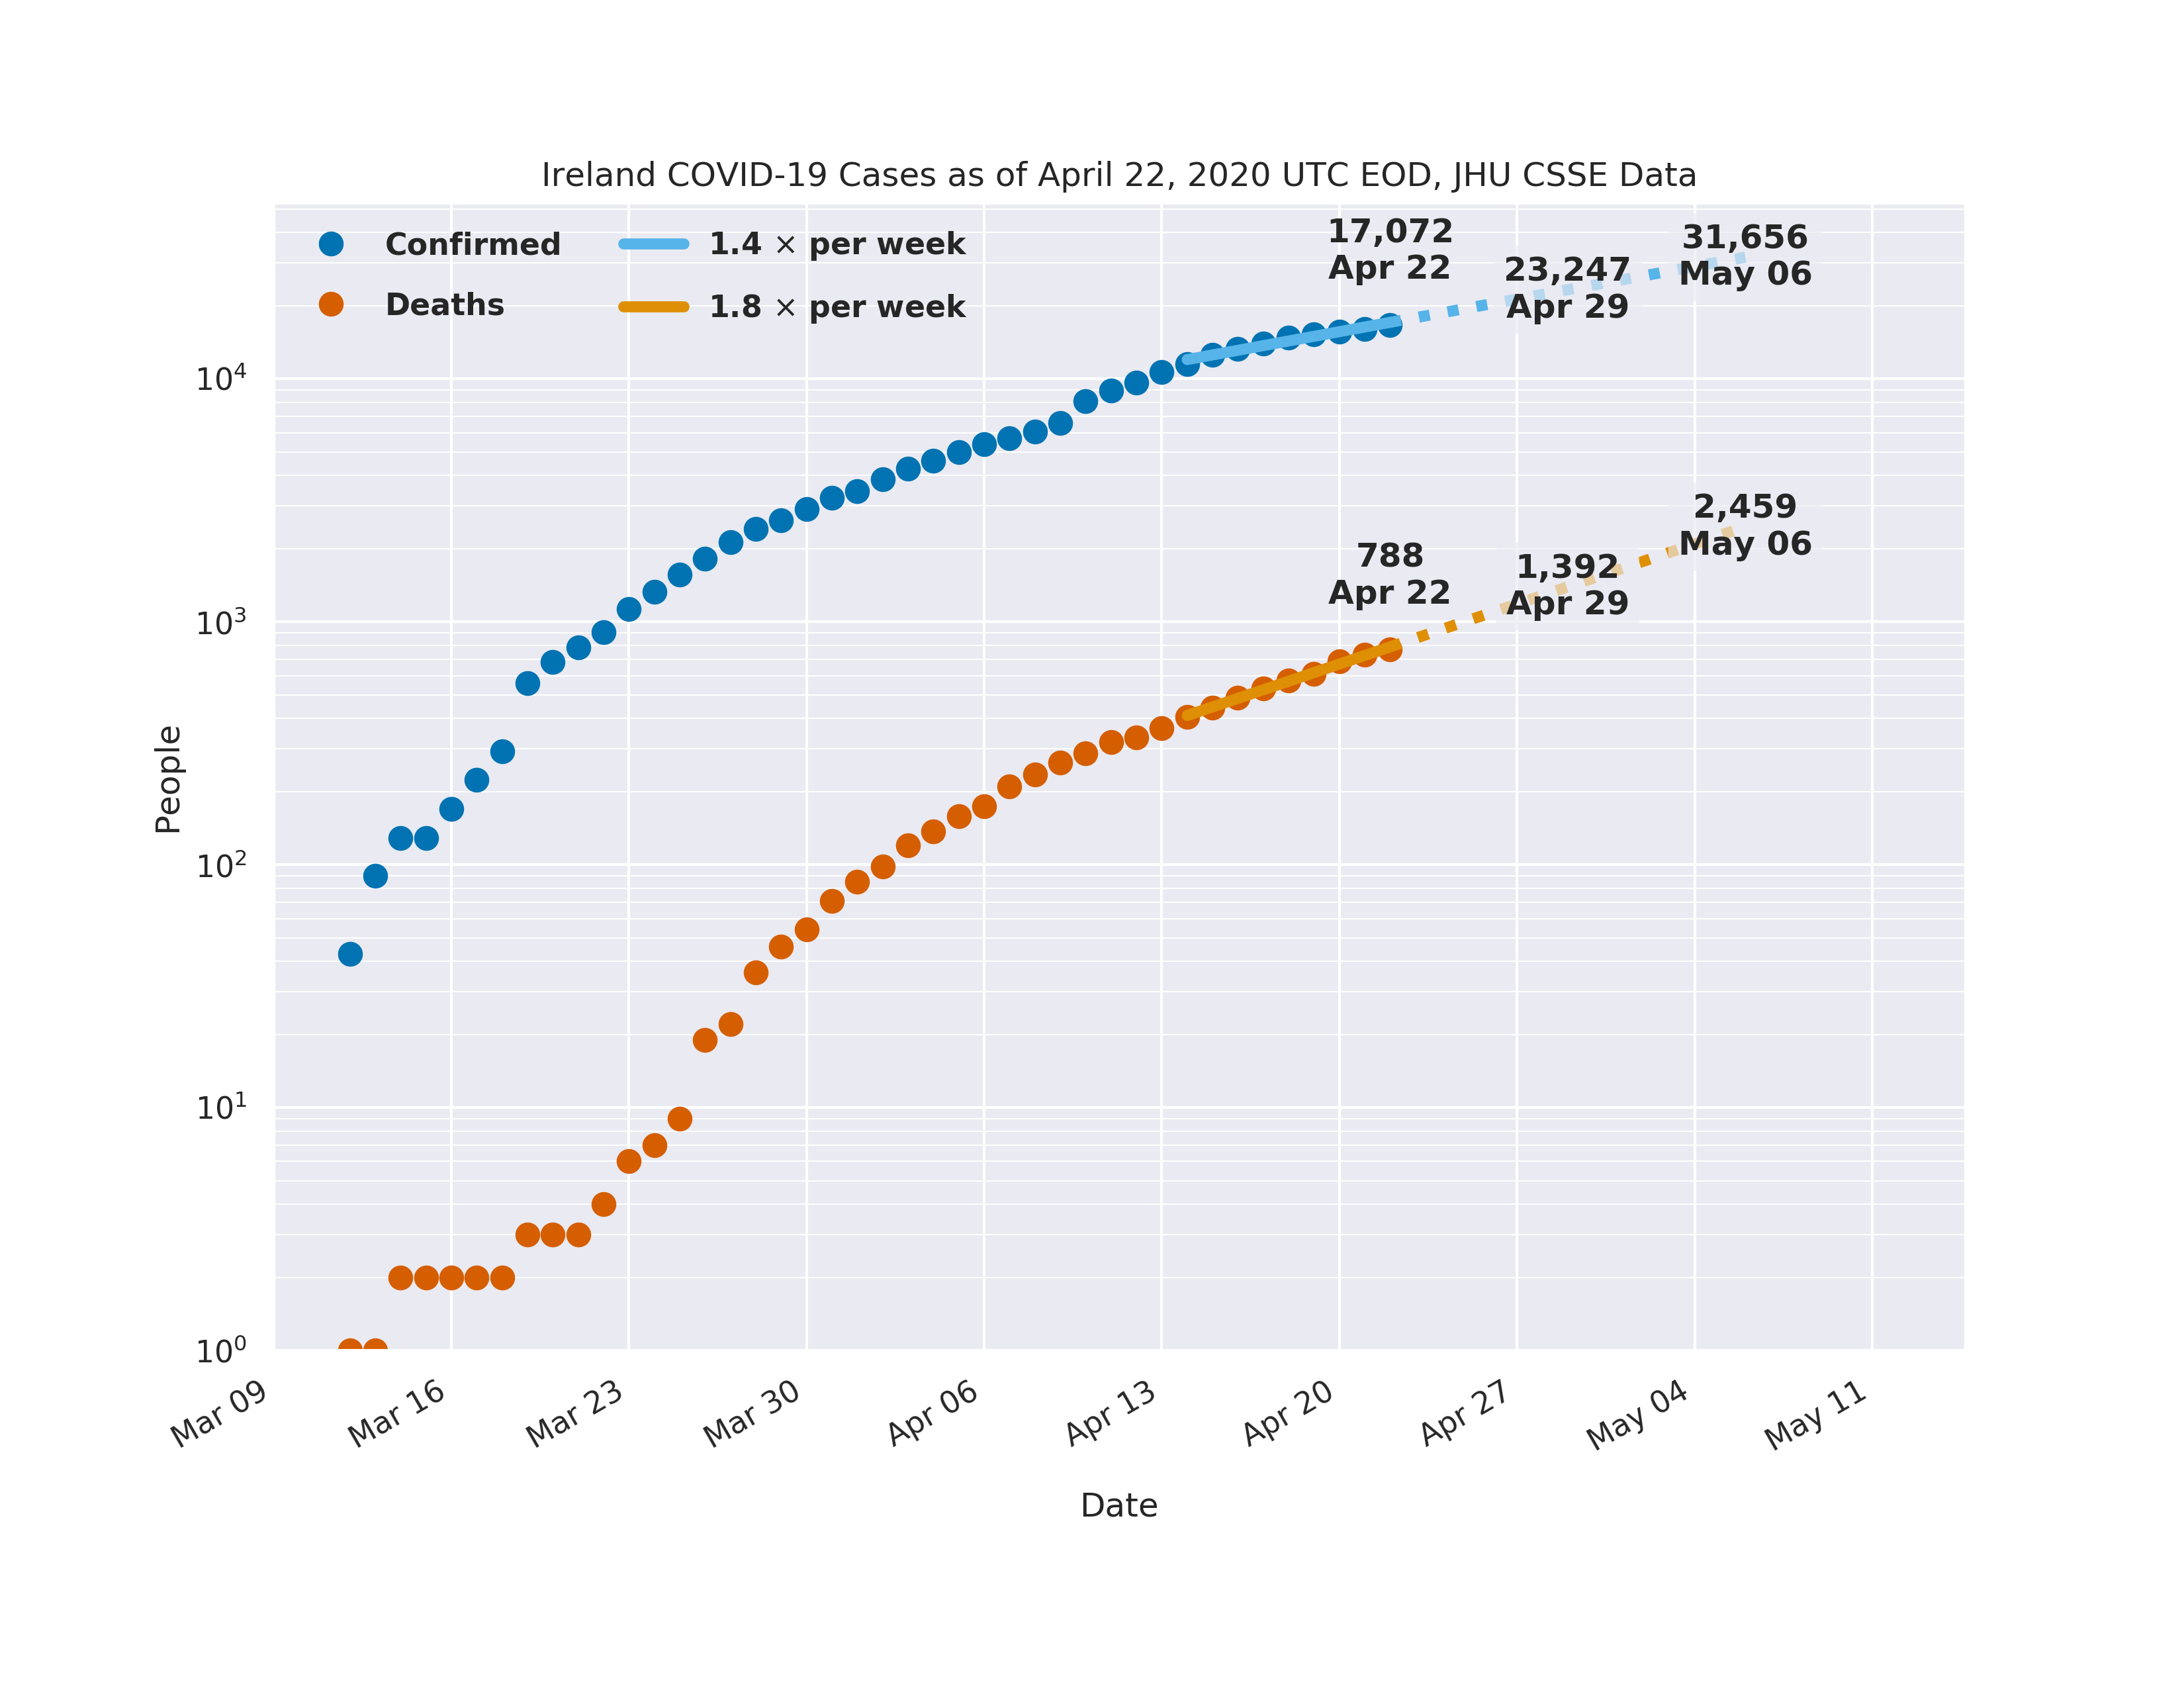 Ireland COVID-19 Cases as of April 22, 2020 UTC EOD, JHU CSSE Data
Confirmed
Deaths
1.4 × per week
1.8 × per week
17,072
Apr 22
23,247
Apr 29
31,656
May 06
788
Apr 22
1,392
Apr 29
2,459
May 06
People
10⁴
10³
10²
10¹
10⁰
Mar 09
Mar 16
Mar 23
Mar 30
Apr 06
Apr 13
Apr 20
Apr 27
May 04
May 11
Date